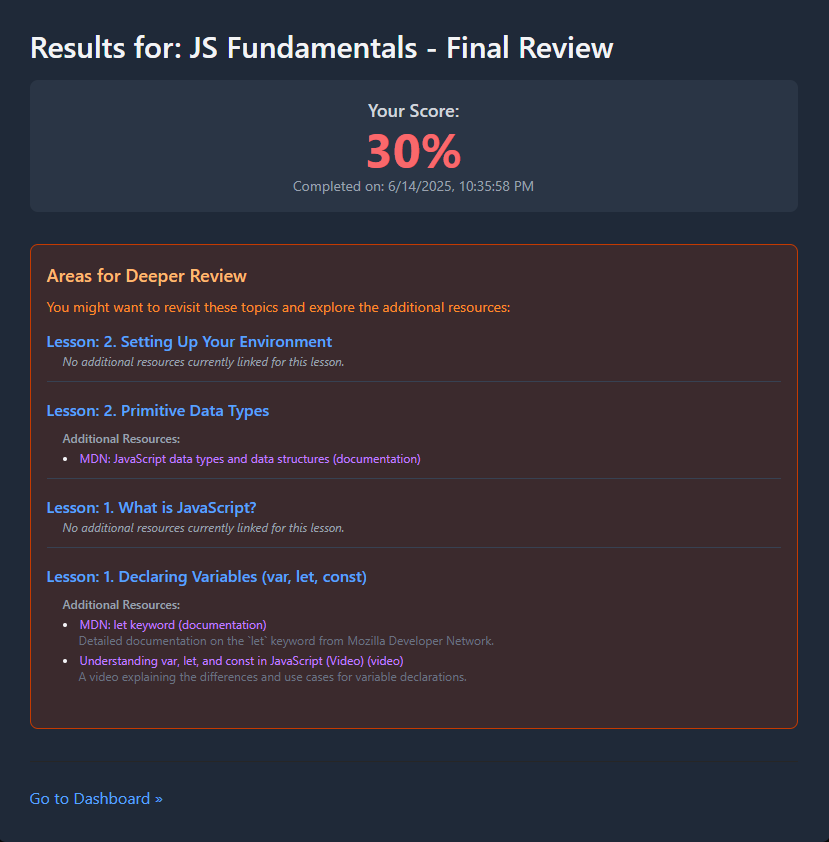 Results for: JS Fundamentals - Final Review
Your Score:
30%
Completed on: 6/14/2025, 10:35:58 PM
Areas for Deeper Review
You might want to revisit these topics and explore the additional resources:
Lesson: 2. Setting Up Your Environment
No additional resources currently linked for this lesson.
Lesson: 2. Primitive Data Types
Additional Resources:
• MDN: JavaScript data types and data structures (documentation)
Lesson: 1. What is JavaScript?
No additional resources currently linked for this lesson.
Lesson: 1. Declaring Variables (var, let, const)
Additional Resources:
• MDN: let keyword (documentation)
Detailed documentation on the `let` keyword from Mozilla Developer Network.
• Understanding var, let, and const in JavaScript (Video) (video)
A video explaining the differences and use cases for variable declarations.
Go to Dashboard »